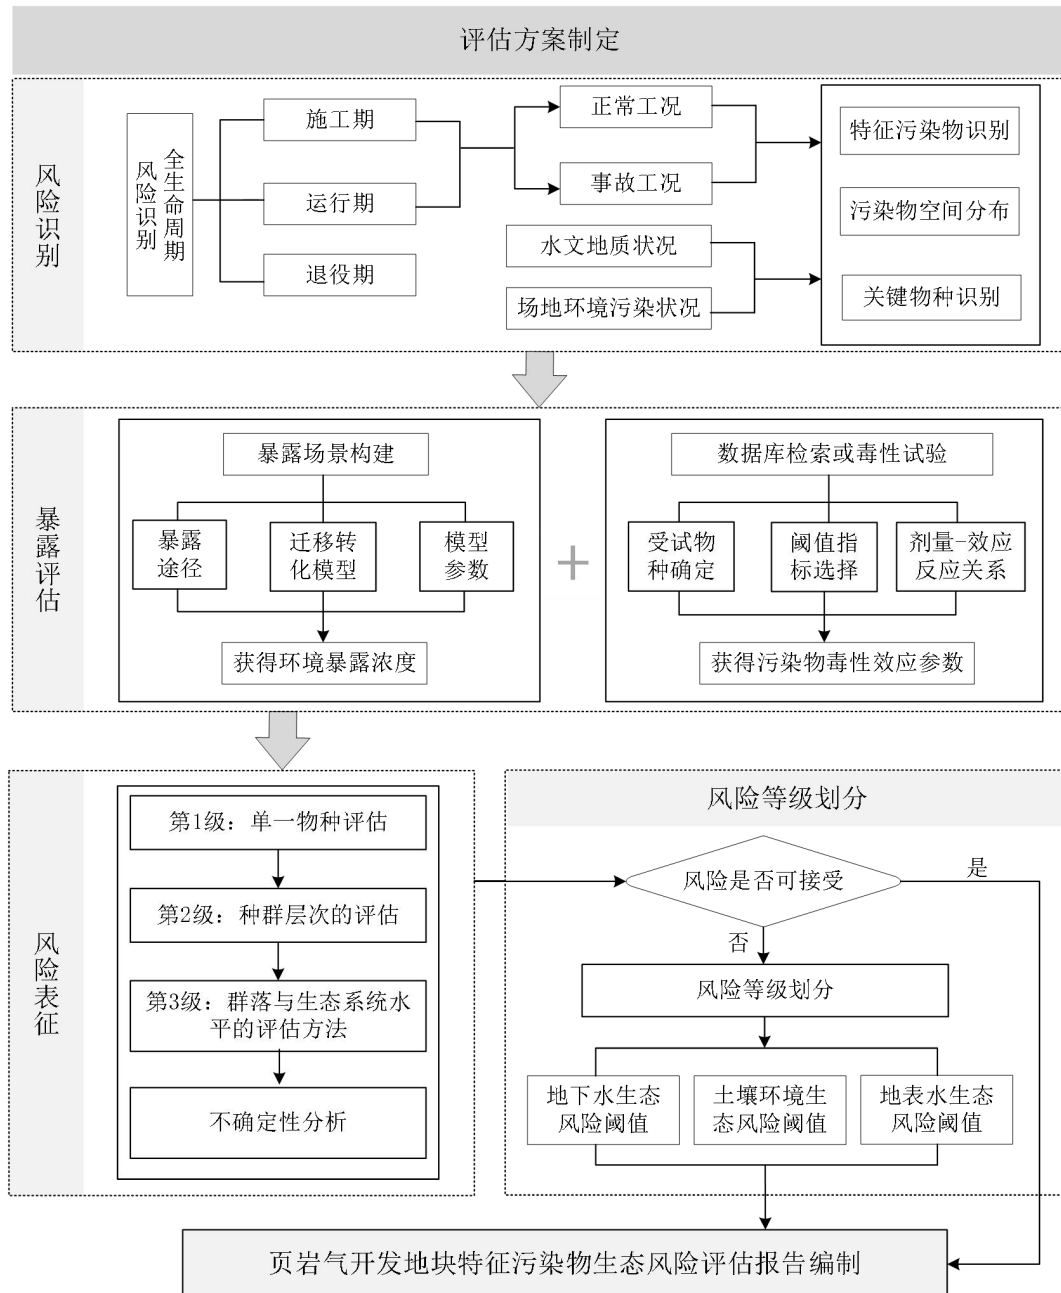 评估方案制定
风险识别
全生命周期
风险识别
施工期
运行期
退役期
正常工况
事故工况
水文地质状况
场地环境污染状况
特征污染物识别
污染物空间分布
关键物种识别
暴露评估
暴露场景构建
暴露
途径
迁移转
化模型
模型
参数
获得环境暴露浓度
+
数据库检索或毒性试验
受试物
种确定
阈值指
标选择
剂量-效应
反应关系
获得污染物毒性效应参数
风险表征
第1级：单一物种评估
第2级：种群层次的评估
第3级：群落与生态系统水
平的评估方法
不确定性分析
风险等级划分
风险是否可接受
是
否
风险等级划分
地下水生态
风险阈值
土壤环境生
态风险阈值
地表水生态
风险阈值
页岩气开发地块特征污染物生态风险评估报告编制